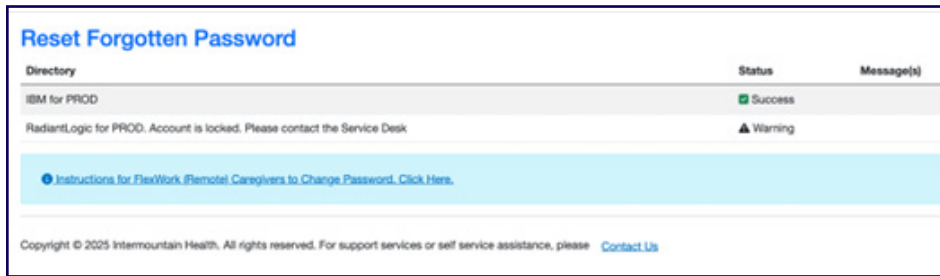 Reset Forgotten Password
Directory Status Message(s)
IBM for PROD Success
RadiantLogic for PROD. Account is locked. Please contact the Service Desk Warning
Instructions for FlexWork (Remote) Caregivers to Change Password. Click Here.
Copyright © 2025 Intermountain Health. All rights reserved. For support services or self service assistance, please Contact Us